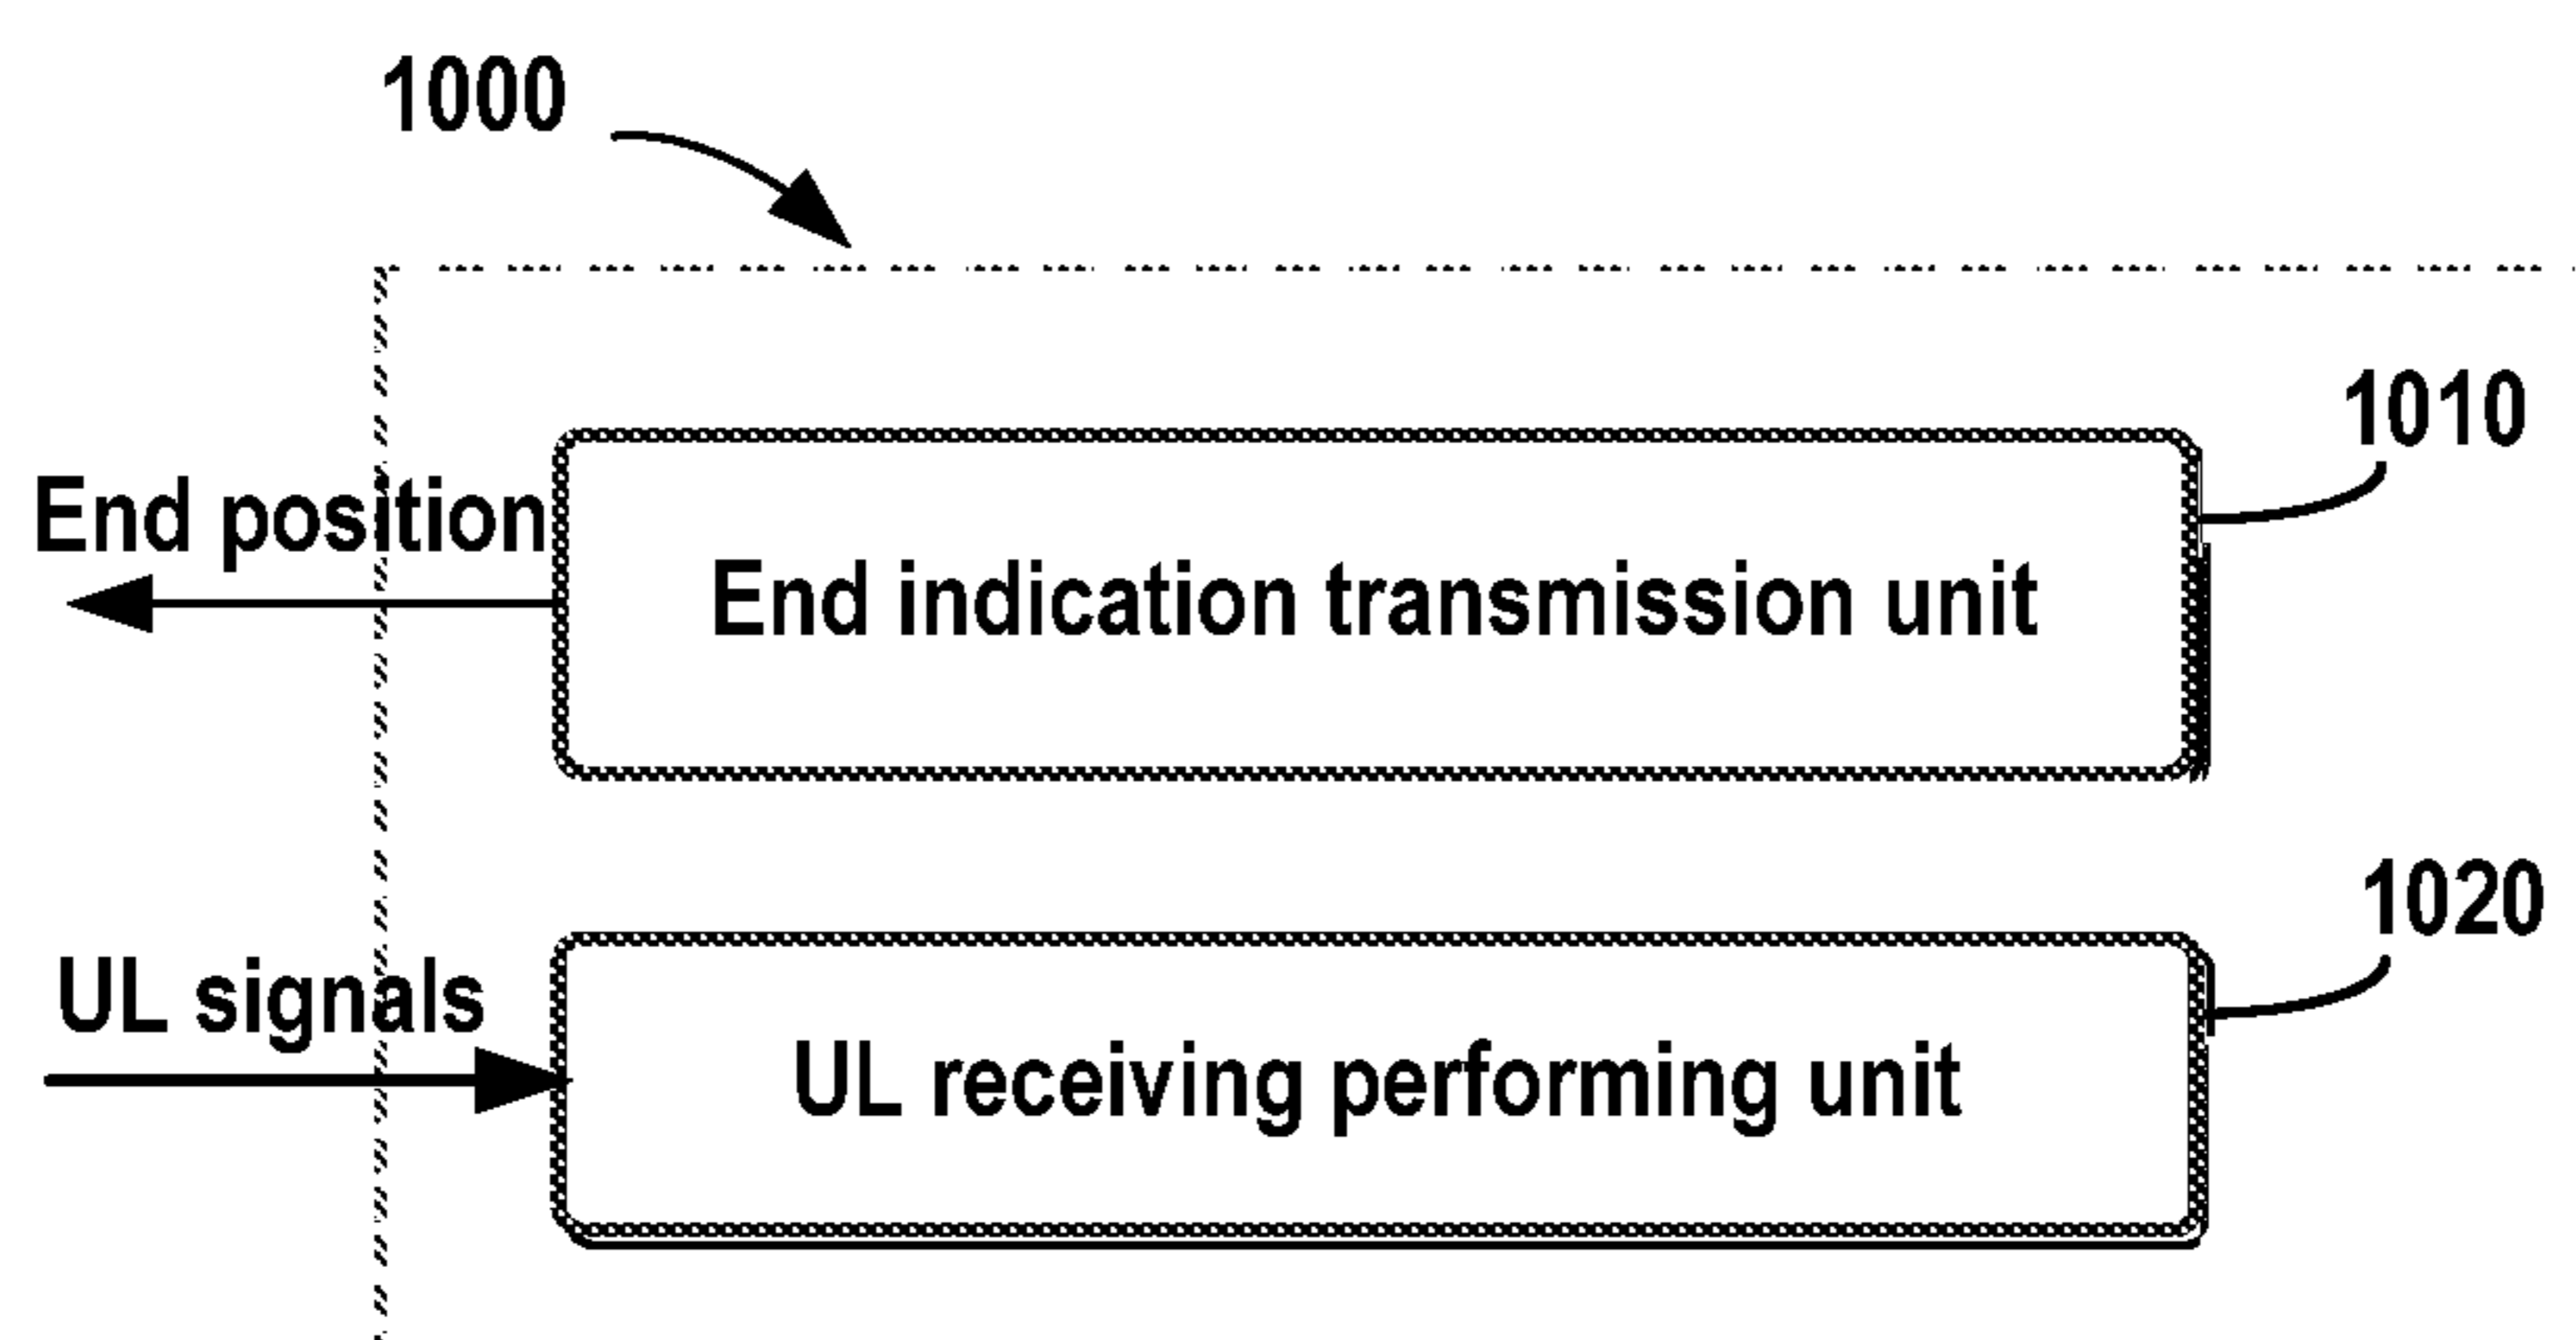 1000
1010
End position
End indication transmission unit
1020
UL signals
UL receiving performing unit